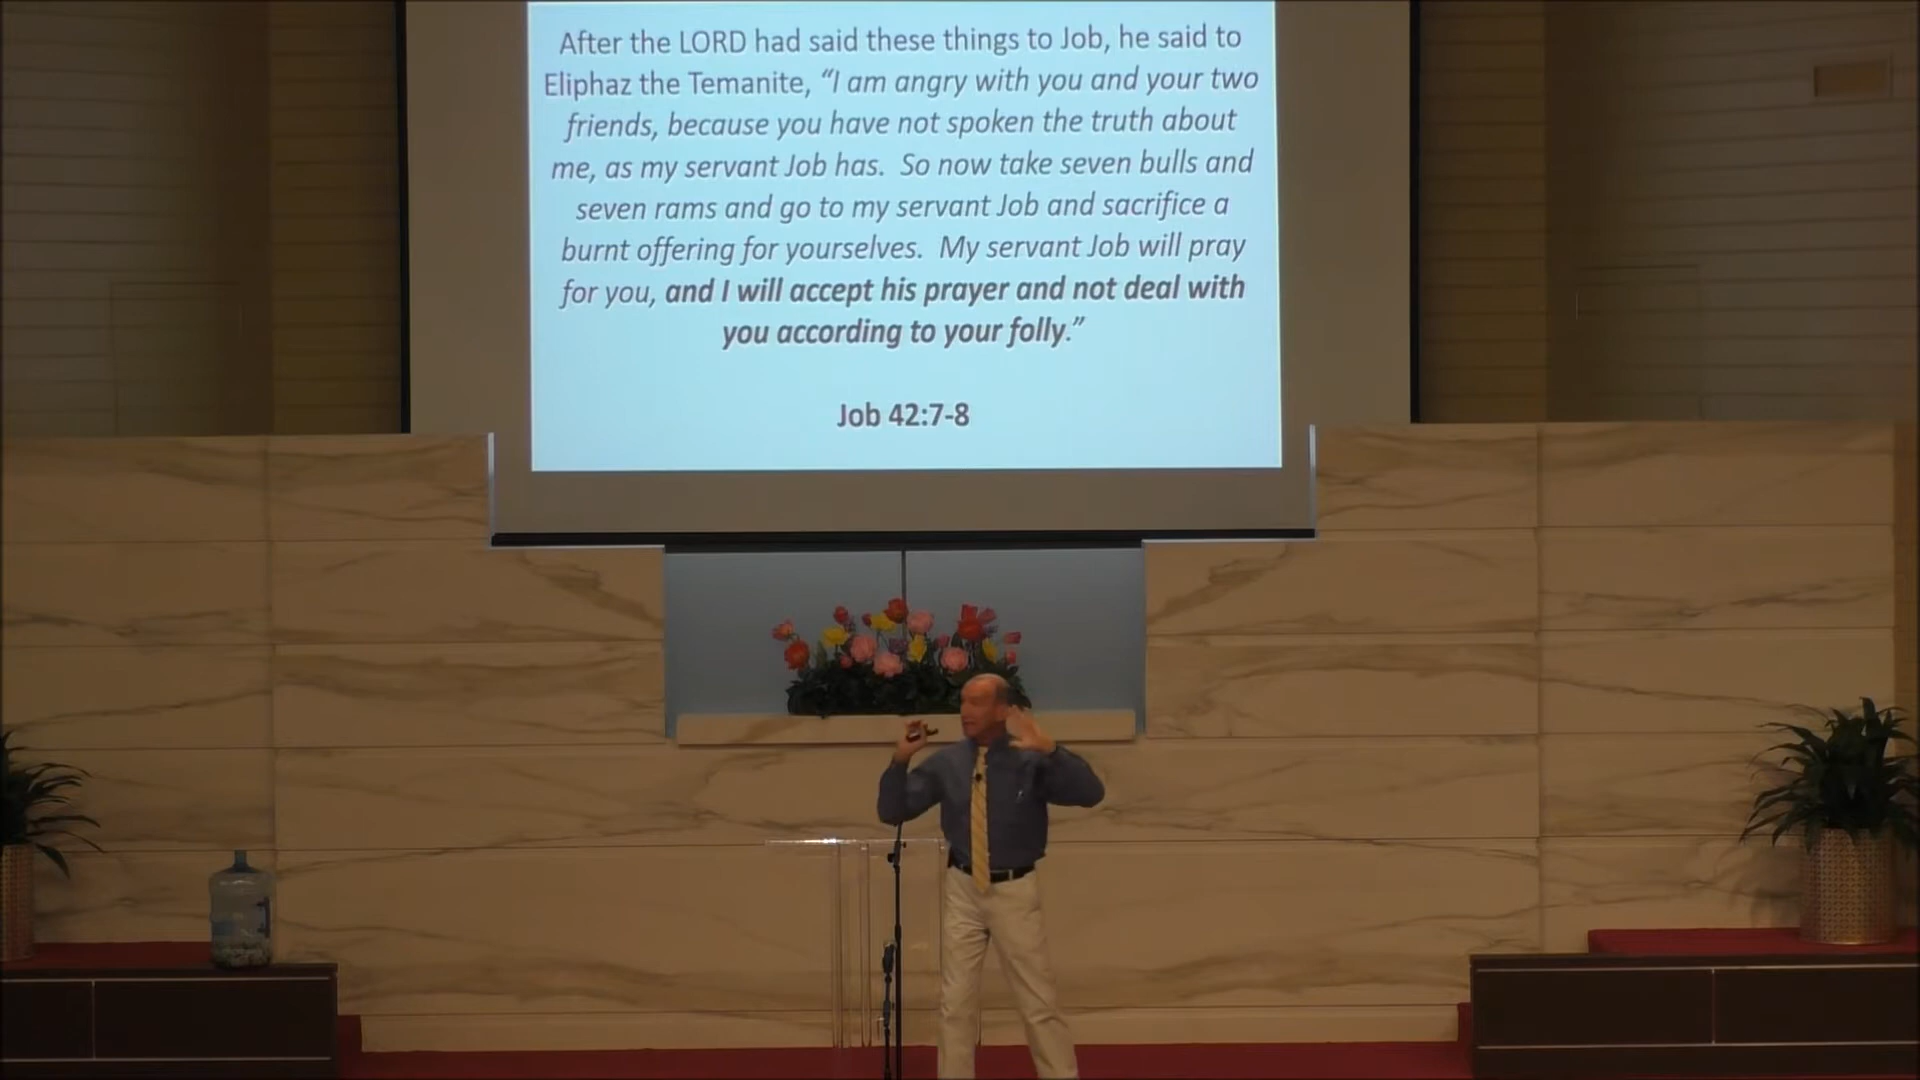 After the LORD had said these things to Job, he said to
Eliphaz the Temanite, “I am angry with you and your two
friends, because you have not spoken the truth about
me, as my servant Job has.  So now take seven bulls and
seven rams and go to my servant Job and sacrifice a
burnt offering for yourselves.  My servant Job will pray
for you, and I will accept his prayer and not deal with
you according to your folly.”
Job 42:7-8